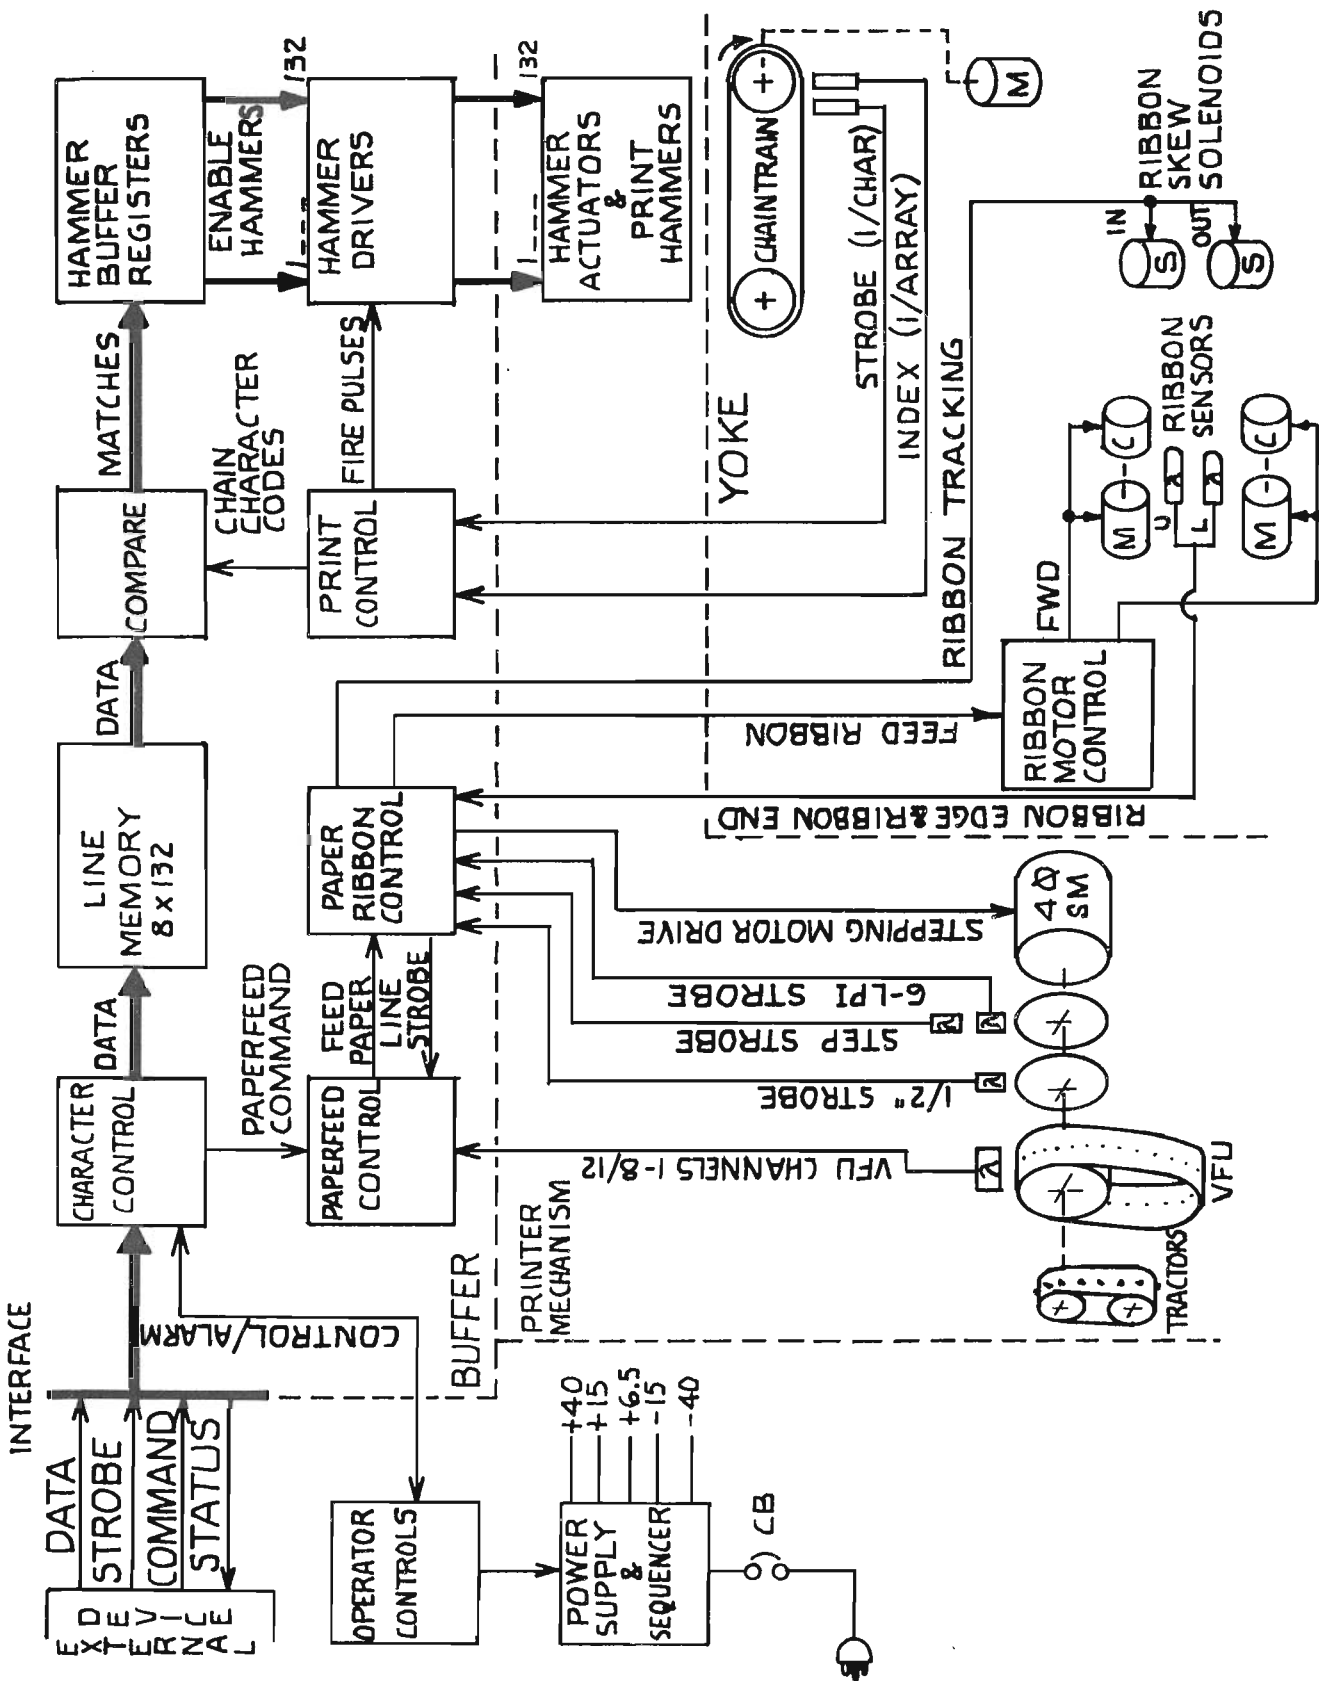 INTERFACE
EXTERNAL
DEVICE
DATA
STROBE
COMMAND
STATUS
CHARACTER
CONTROL
DATA
LINE
MEMORY
8 X 132
DATA
COMPARE
MATCHES
HAMMER
BUFFER
REGISTERS
CONTROL/ALARM
PAPERFEED
COMMAND
CHAIN
CHARACTER
CODES
ENABLE
HAMMERS
1---
132
OPERATOR
CONTROLS
PAPERFEED
CONTROL
FEED
PAPER
LINE
STROBE
PAPER
RIBBON
CONTROL
PRINT
CONTROL
FIRE PULSES
HAMMER
DRIVERS
1---
132
BUFFER
PRINTER
MECHANISM
HAMMER
ACTUATORS
&
PRINT
HAMMERS
POWER
SUPPLY
&
SEQUENCER
+40
+15
+6.5
-15
-40
CB
YOKE
CHAINTRAIN
M
STROBE (1/CHAR)
INDEX (1/ARRAY)
RIBBON TRACKING
FEED RIBBON
RIBBON EDGE & RIBBON END
RIBBON
MOTOR
CONTROL
FWD
M
C
U
L
RIBBON
SENSORS
M
C
IN
S
OUT
S
RIBBON
SKEW
SOLENOIDS
STEPPING MOTOR DRIVE
6-LPI STROBE
STEP STROBE
1/2" STROBE
VFU CHANNELS 1-8/12
4Ø
SM
VFU
TRACTORS